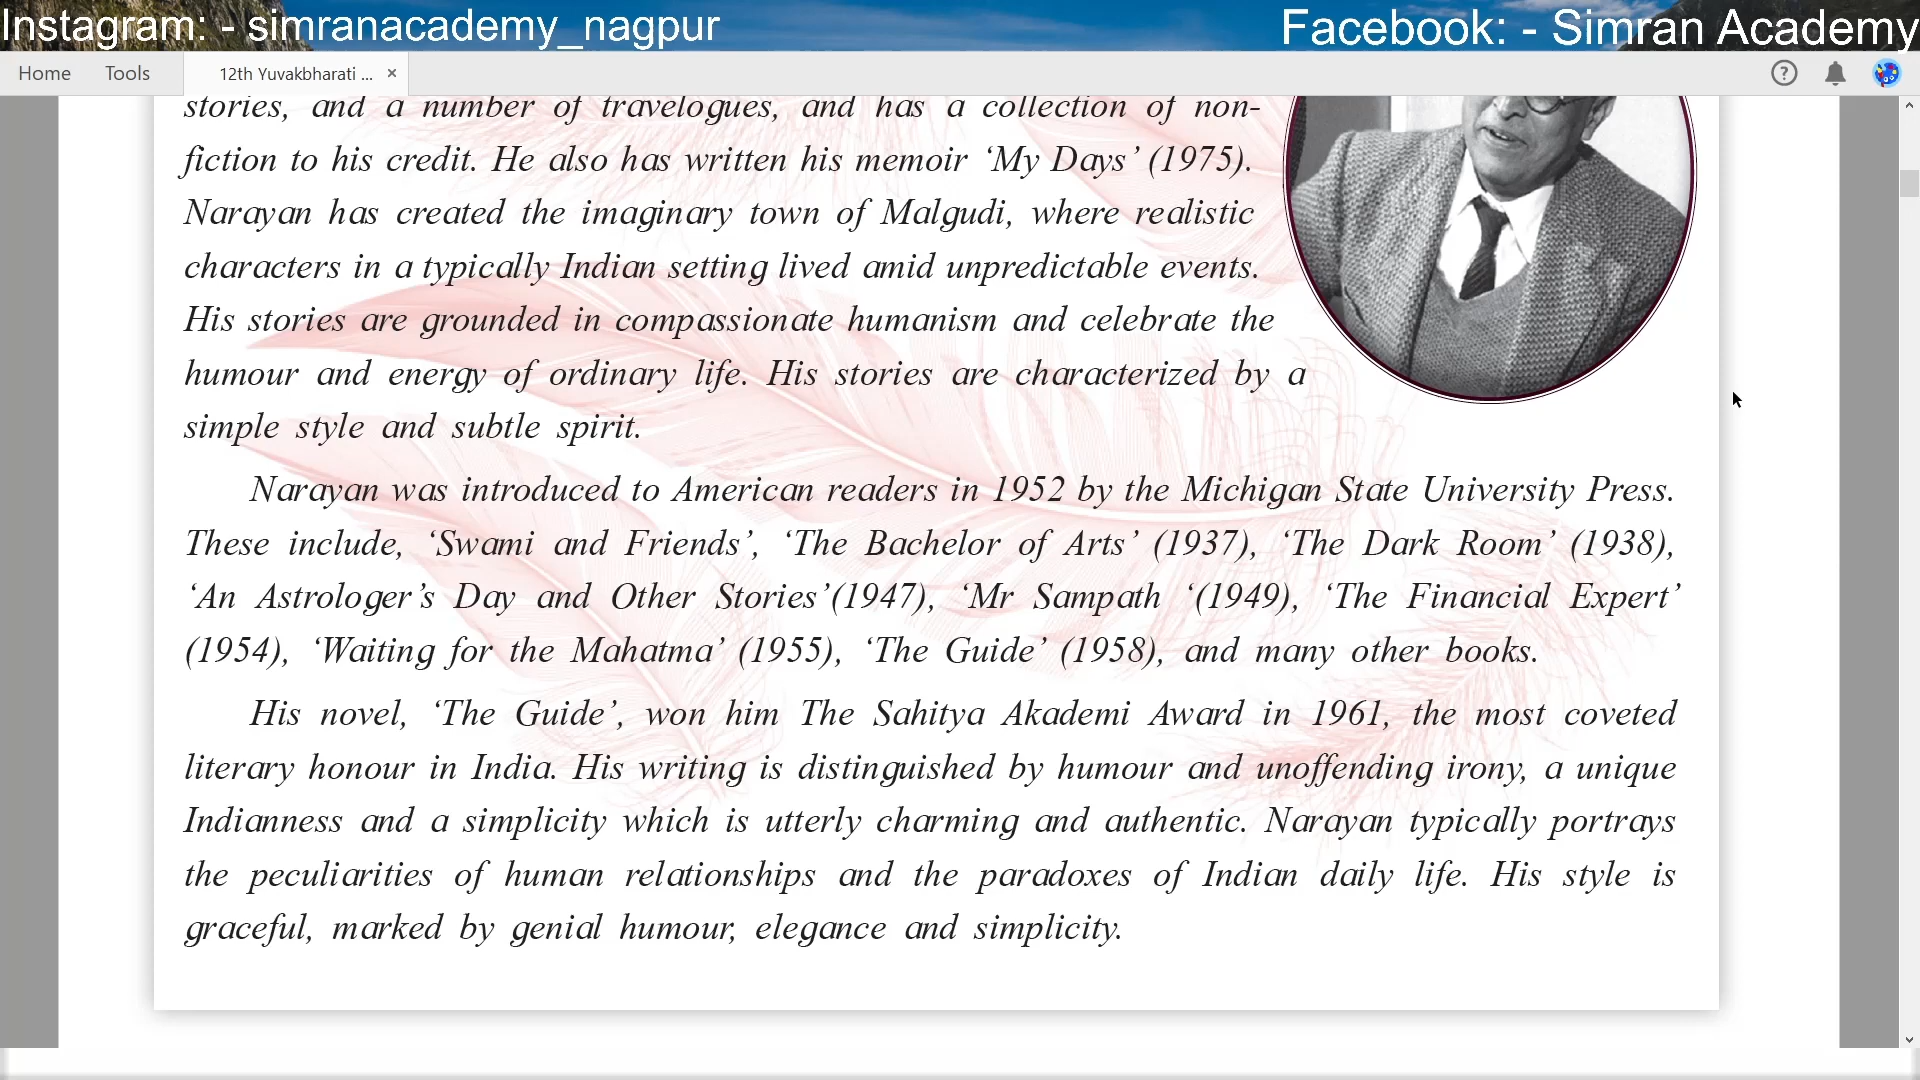 Instagram: - simranacademy_nagpur
Facebook: - Simran Academy
Home Tools 12th Yuvakbharati ... ×
stories, and a number of travelogues, and has a collection of non-
fiction to his credit. He also has written his memoir ‘My Days’ (1975).
Narayan has created the imaginary town of Malgudi, where realistic
characters in a typically Indian setting lived amid unpredictable events.
His stories are grounded in compassionate humanism and celebrate the
humour and energy of ordinary life. His stories are characterized by a
simple style and subtle spirit.
Narayan was introduced to American readers in 1952 by the Michigan State University Press.
These include, ‘Swami and Friends’, ‘The Bachelor of Arts’ (1937), ‘The Dark Room’ (1938),
‘An Astrologer’s Day and Other Stories’(1947), ‘Mr Sampath ‘(1949), ‘The Financial Expert’
(1954), ‘Waiting for the Mahatma’ (1955), ‘The Guide’ (1958), and many other books.
His novel, ‘The Guide’, won him The Sahitya Akademi Award in 1961, the most coveted
literary honour in India. His writing is distinguished by humour and unoffending irony, a unique
Indianness and a simplicity which is utterly charming and authentic. Narayan typically portrays
the peculiarities of human relationships and the paradoxes of Indian daily life. His style is
graceful, marked by genial humour, elegance and simplicity.